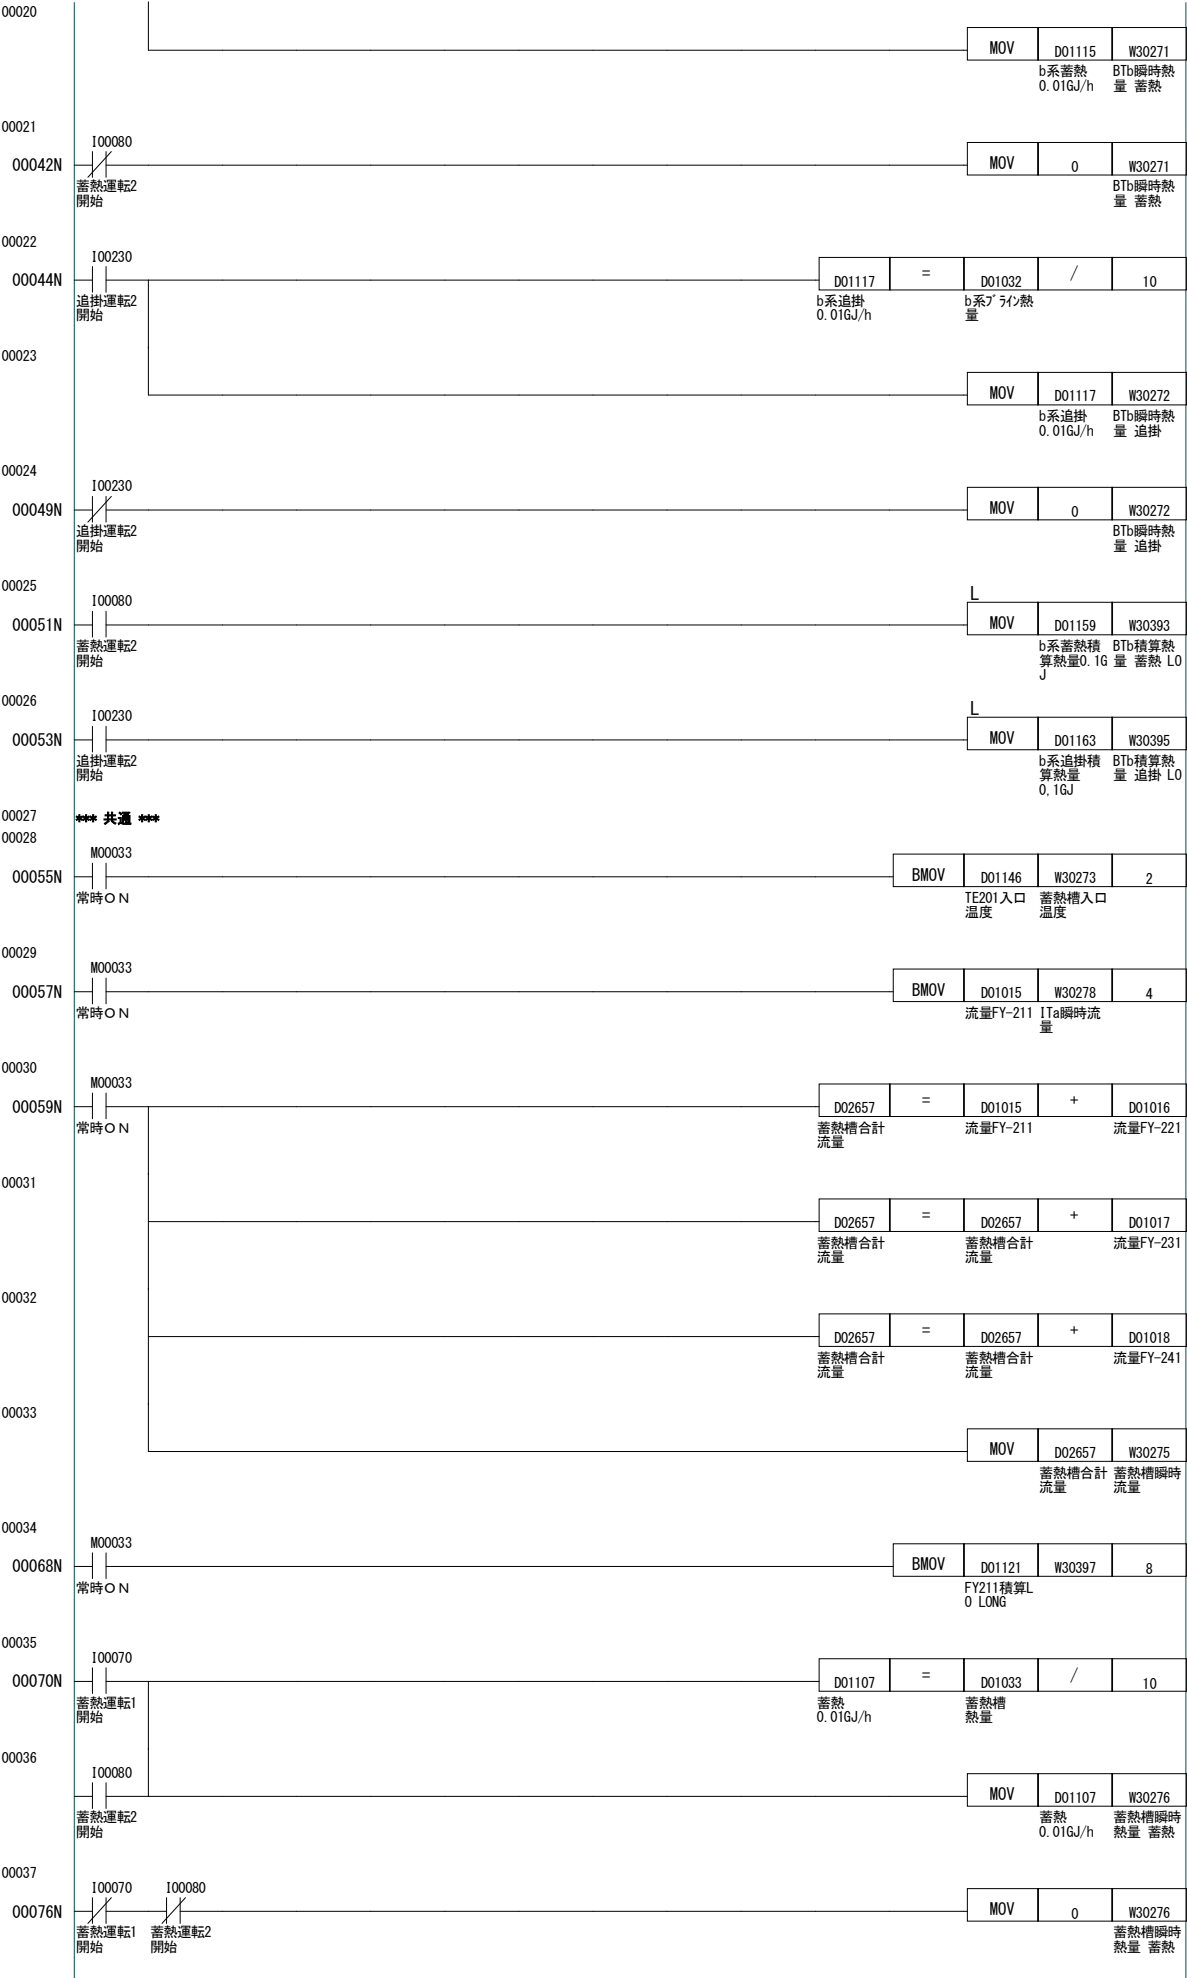 00020
MOV D01115 W30271
b系蓄熱 BTb瞬時熱
0.01GJ/h 量 蓄熱
00021
I00080
00042N MOV 0 W30271
蓄熱運転2 BTb瞬時熱
開始 量 蓄熱
00022
I00230
00044N D01117 = D01032 / 10
追掛運転2 b系追掛 b系ブライン熱
開始 0.01GJ/h 量
00023
MOV D01117 W30272
b系追掛 BTb瞬時熱
0.01GJ/h 量 追掛
00024
I00230
00049N MOV 0 W30272
追掛運転2 BTb瞬時熱
開始 量 追掛
00025
I00080 L
00051N MOV D01159 W30393
蓄熱運転2 b系蓄熱積 BTb積算熱
開始 算熱量0.1G 量 蓄熱 LO
J
00026
I00230 L
00053N MOV D01163 W30395
追掛運転2 b系追掛積 BTb積算熱
開始 算熱量 量 追掛 LO
0,1GJ
00027 *** 共通 ***
00028
M00033
00055N BMOV D01146 W30273 2
常時ON TE201入口 蓄熱槽入口
温度 温度
00029
M00033
00057N BMOV D01015 W30278 4
常時ON 流量FY-211 ITa瞬時流
量
00030
M00033
00059N D02657 = D01015 + D01016
常時ON 蓄熱槽合計 流量FY-211 流量FY-221
流量
00031
D02657 = D02657 + D01017
蓄熱槽合計 蓄熱槽合計 流量FY-231
流量 流量
00032
D02657 = D02657 + D01018
蓄熱槽合計 蓄熱槽合計 流量FY-241
流量 流量
00033
MOV D02657 W30275
蓄熱槽合計 蓄熱槽瞬時
流量 流量
00034
M00033
00068N BMOV D01121 W30397 8
常時ON FY211積算L
O LONG
00035
I00070
00070N D01107 = D01033 / 10
蓄熱運転1 蓄熱 蓄熱槽
開始 0.01GJ/h 熱量
00036
I00080
MOV D01107 W30276
蓄熱運転2 蓄熱 蓄熱槽瞬時
開始 0.01GJ/h 熱量 蓄熱
00037
I00070 I00080
00076N MOV 0 W30276
蓄熱運転1 蓄熱運転2 蓄熱槽瞬時
開始 開始 熱量 蓄熱